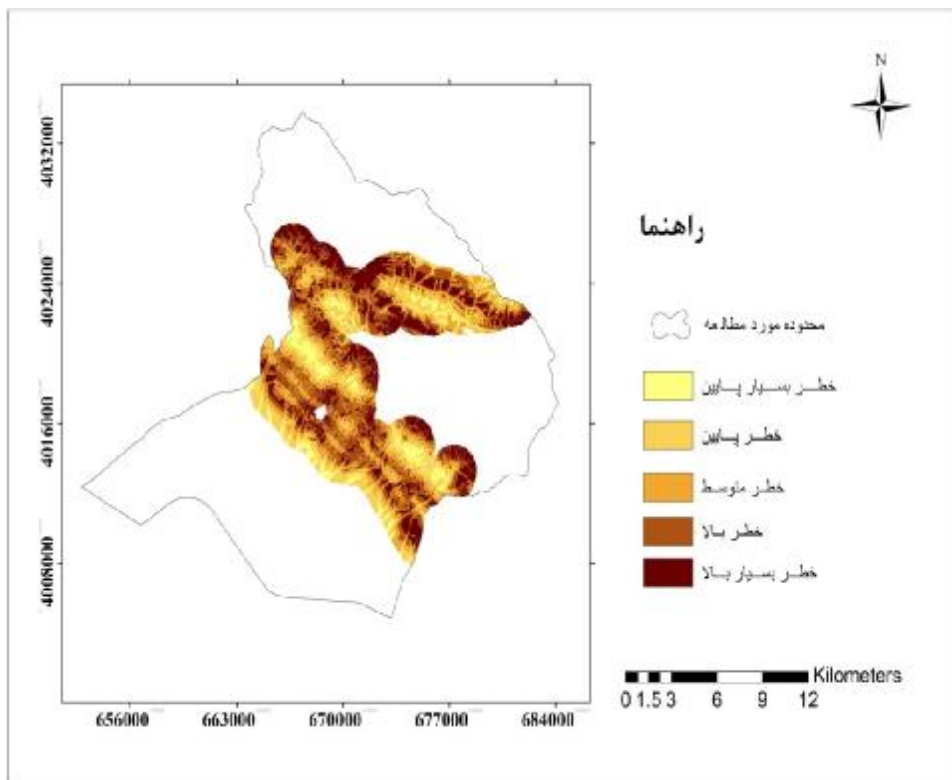 N
راهنما
محدوده مورد مطالعه
خطر بسیار پایین
خطر پایین
خطر متوسط
خطر بالا
خطر بسیار بالا
Kilometers
0 1.5 3 6 9 12
4032000
4024000
4016000
4008000
656000 663000 670000 677000 684000